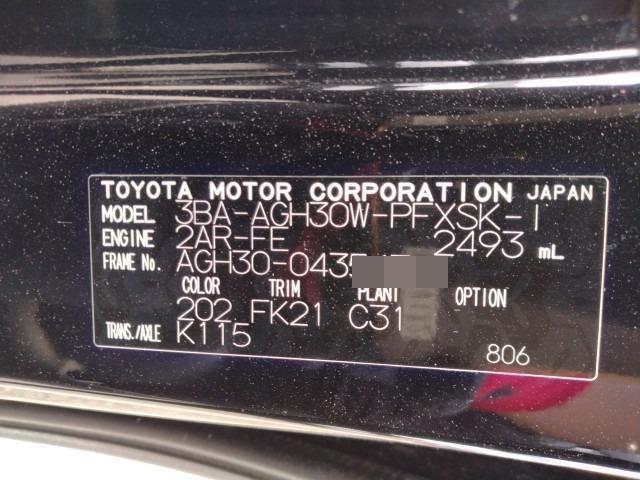 TOYOTA MOTOR CORPORATION JAPAN
MODEL 3BA-AGH30W-PFXSK-1
ENGINE 2AR-FE 2493 mL
FRAME No. AGH30-0435
COLOR TRIM PLANT OPTION
202 FK21 C31
TRANS./AXLE K115
806